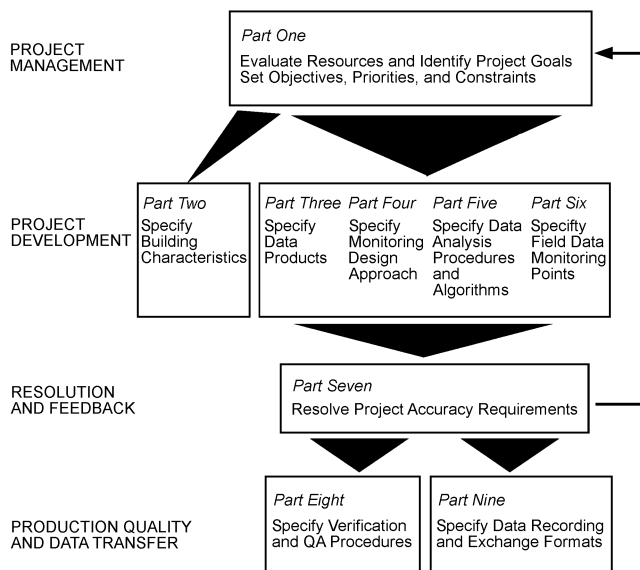 PROJECT
MANAGEMENT
Part One
Evaluate Resources and Identify Project Goals
Set Objectives, Priorities, and Constraints
PROJECT
DEVELOPMENT
Part Two
Specify
Building
Characteristics
Part Three
Specify
Data
Products
Part Four
Specify
Monitoring
Design
Approach
Part Five
Specify Data
Analysis
Procedures
and
Algorithms
Part Six
Specifty
Field Data
Monitoring
Points
RESOLUTION
AND FEEDBACK
Part Seven
Resolve Project Accuracy Requirements
PRODUCTION QUALITY
AND DATA TRANSFER
Part Eight
Specify Verification
and QA Procedures
Part Nine
Specify Data Recording
and Exchange Formats